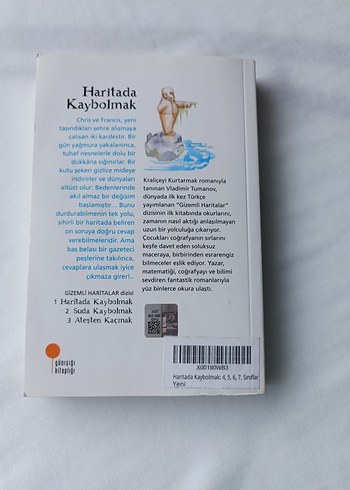 Haritada
Kaybolmak
Chris ve Francis, yeni
taşındıkları şehre alışmaya
çalışan iki kardeştir. Bir
gün yağmura yakalanınca,
tuhaf nesnelerle dolu bir
dükkâna sığınırlar. Bir
kutu şekeri gizlice mideye
indirirler ve dünyaları
altüst olur: Bedenlerinde
akıl almaz bir değişim
başlamıştır... Bunu
durdurabilmenin tek yolu,
sihirli bir haritada beliren
on soruya doğru cevap
verebilmeleridir. Ama
baş belası bir gazeteci
peşlerine takılınca,
cevaplara ulaşmak iyice
çıkmaza girer!..
Kraliçeyi Kurtarmak romanıyla
tanınan Vladimir Tumanov,
dünyada ilk kez Türkçe
yayımlanan "Gizemli Haritalar"
dizisinin ilk kitabında okurlarını,
zamanın nasıl aktığı anlaşılmayan
uzun bir yolculuğa çıkarıyor.
Çocukları coğrafyanın sırlarını
keşfe davet eden soluksuz
macerada, birbirinden esrarengiz
bilmeceler eşlik ediyor. Yazar,
matematiği, coğrafyayı ve bilimi
sevdiren fantastik romanlarıyla
yüz binlerce okura ulaştı.
GİZEMLİ HARİTALAR dizisi
1 Haritada Kaybolmak
2 Suda Kaybolmak
3 Ateşten Kaçmak
günışığı
kitaplığı
X001B0WB3
Haritada Kaybolmak: 4, 5, 6, 7. Sınıflar
Yeni